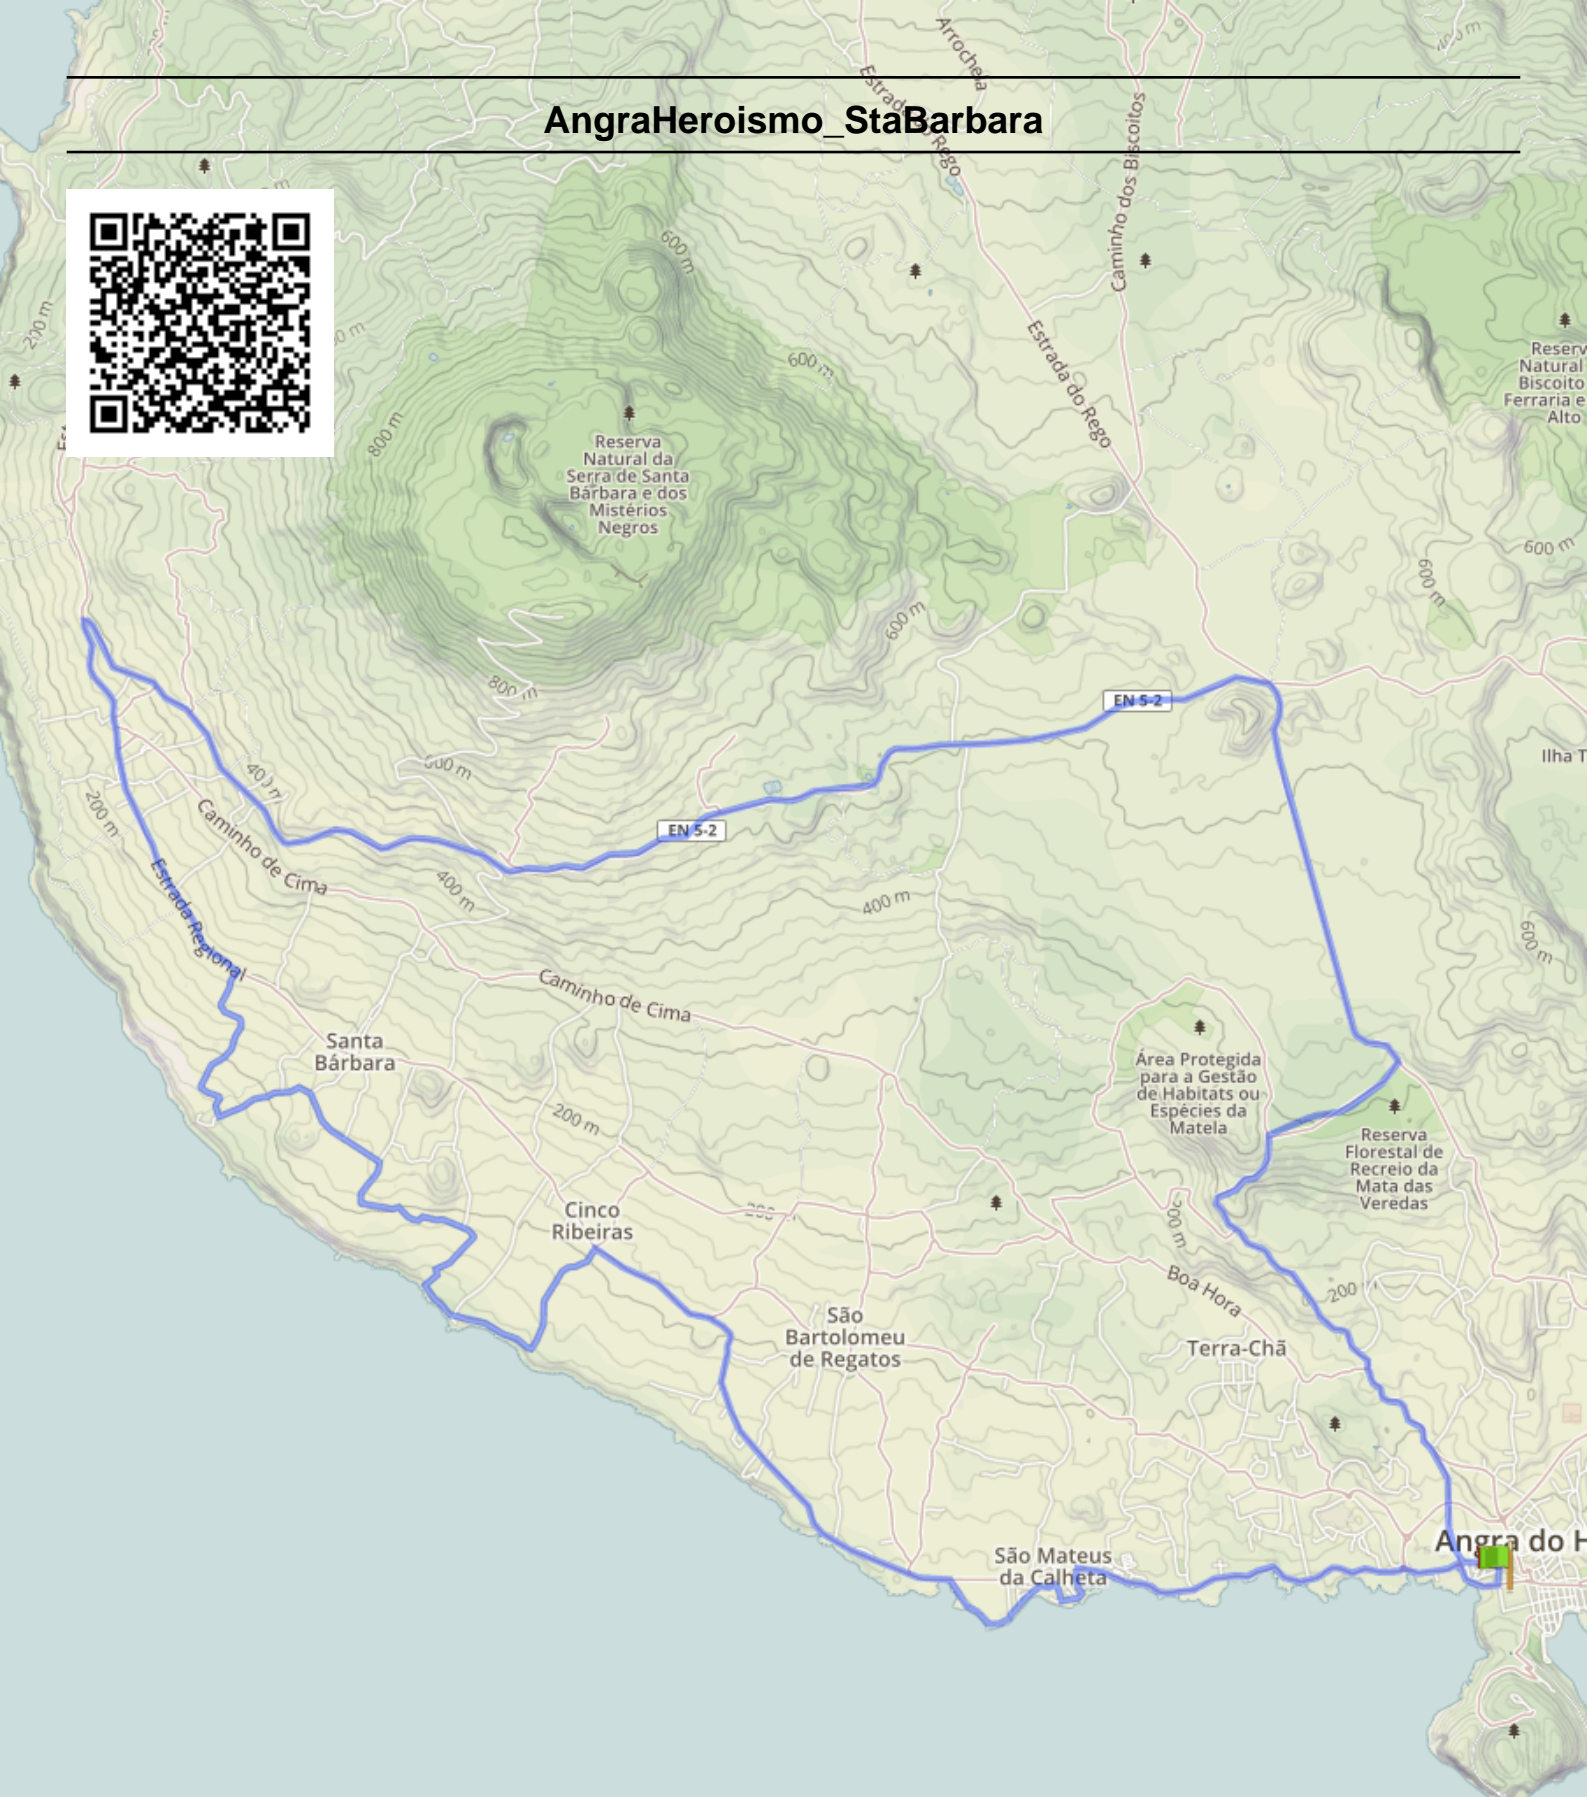 Arrocheia
AngraHeroismo_StaBarbara
Caminho dos Biscoitos
600 m
200 m
Estrada do Rego
600 m
Reserva
Natural da
Serra de Santa
Bárbara e dos
Mistérios
Negros
800 m
Reserv
Natural
Biscoito
Ferraria e
Alto
600 m
600 m
600 m
800 m
EN 5-2
Ilha T
400 m
200 m
Caminho de Cima
EN 5-2
Estrada Regional
400 m
400 m
600 m
Caminho de Cima
Santa
Bárbara
Área Protegida
para a Gestão
de Habitats ou
Espécies da
Matela
200 m
Reserva
Florestal de
Recreio da
Mata das
Veredas
Cinco
Ribeiras
Boa Hora
200
São
Bartolomeu
de Regatos
Terra-Chã
Angra do H
São Mateus
da Calheta